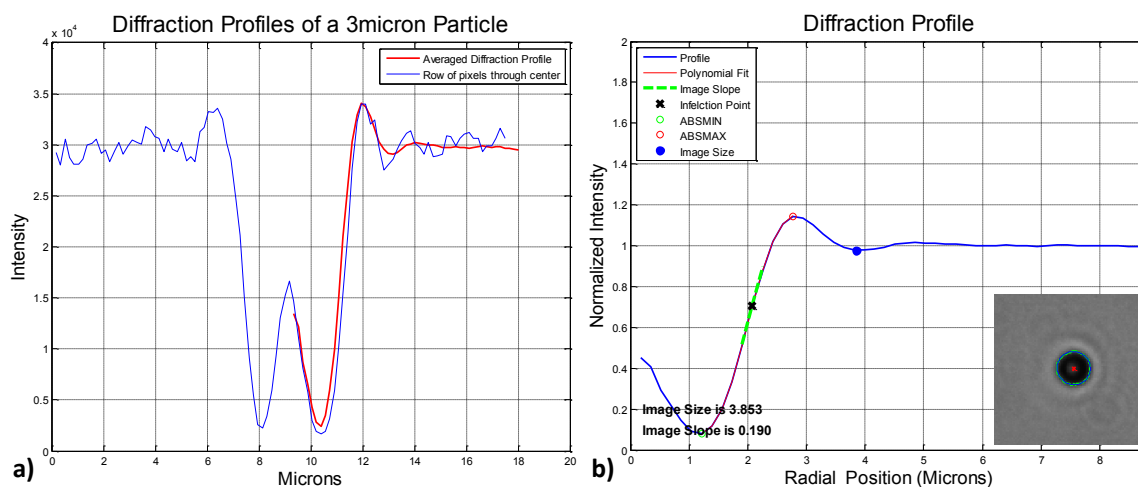 Diffraction Profiles of a 3micron Particle
x 10⁴
4
3.5
3
2.5
2
1.5
1
0.5
0
0 2 4 6 8 10 12 14 16 18 20
Intensity
Microns
Averaged Diffraction Profile
Row of pixels through center
a)
Diffraction Profile
2
1.8
1.6
1.4
1.2
1
0.8
0.6
0.4
0.2
0
0 1 2 3 4 5 6 7 8
Normalized Intensity
Radial Position (Microns)
Profile
Polynomial Fit
Image Slope
Infelction Point
ABSMIN
ABSMAX
Image Size
Image Size is 3.853
Image Slope is 0.190
b)